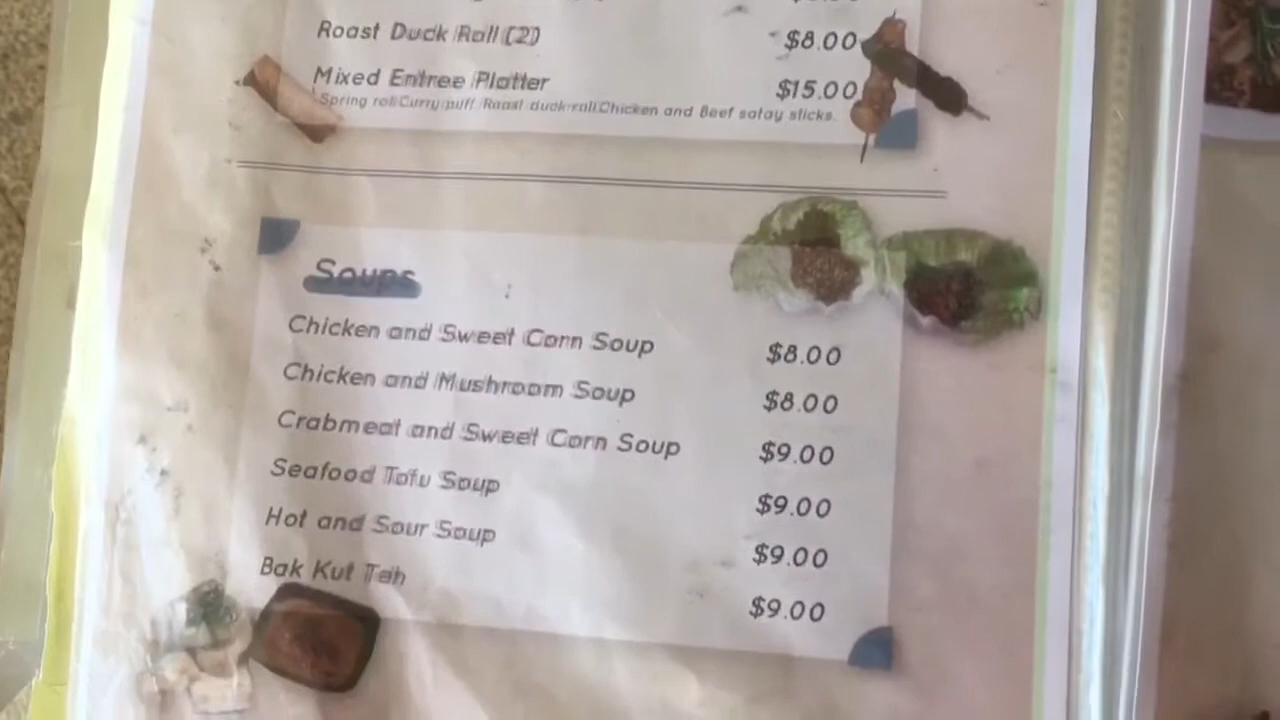 Roast Duck Roll (2) $8.00
Mixed Entree Platter $15.00
Spring roll Curry puff Roast duck roll Chicken and Beef satay sticks.
Soups
Chicken and Sweet Corn Soup $8.00
Chicken and Mushroom Soup $8.00
Crabmeat and Sweet Corn Soup $9.00
Seafood Tofu Soup $9.00
Hot and Sour Soup $9.00
Bak Kut Teh $9.00